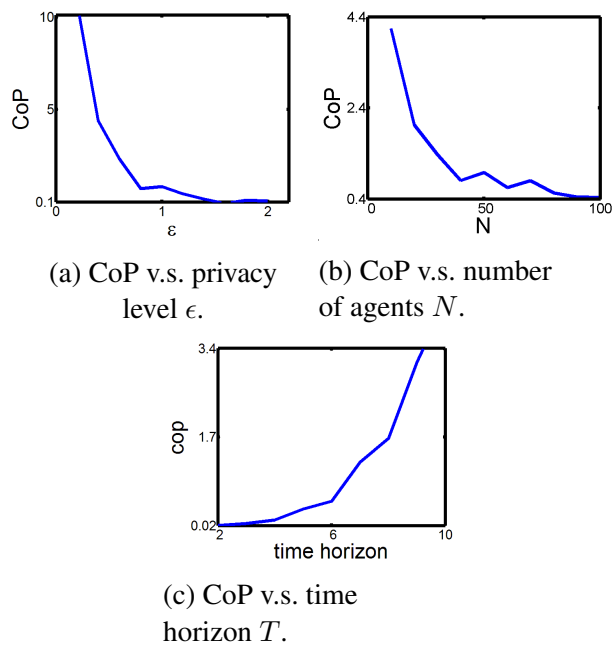 10
5
0.1
CoP
0
1
2
ε
(a) CoP v.s. privacy
level ϵ.
4.4
2.4
0.4
CoP
0
50
100
N
(b) CoP v.s. number
of agents N.
3.4
1.7
0.02
cop
2
6
10
time horizon
(c) CoP v.s. time
horizon T.